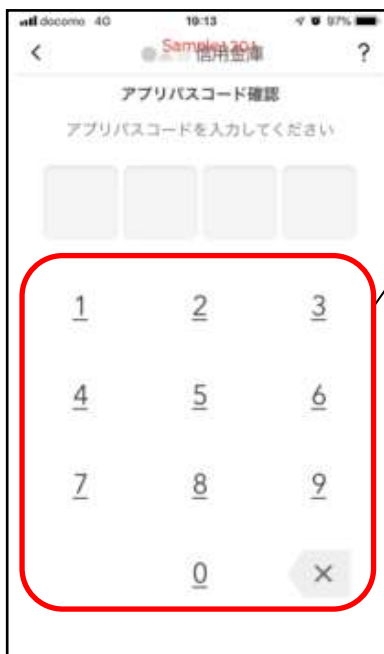 docomo 4G 19:13 97%
Sample1201 信用金庫 ?
アプリパスコード確認
アプリパスコードを入力してください
1 2 3
4 5 6
7 8 9
0 ×